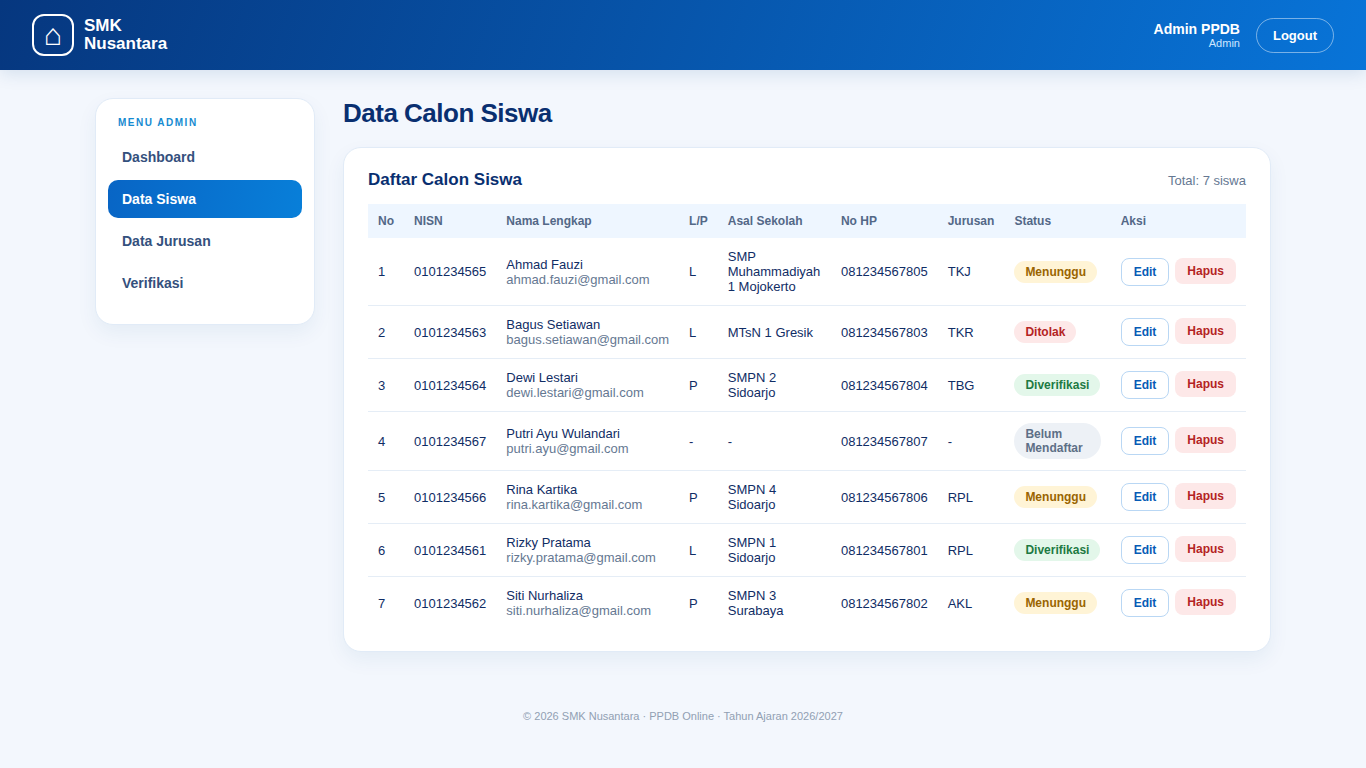 SMK
Nusantara
Admin PPDB
Admin
Logout
MENU ADMIN
Dashboard
Data Siswa
Data Jurusan
Verifikasi
Data Calon Siswa
Daftar Calon Siswa
Total: 7 siswa
No NISN Nama Lengkap L/P Asal Sekolah No HP Jurusan Status Aksi
1 0101234565 Ahmad Fauzi ahmad.fauzi@gmail.com L SMP Muhammadiyah 1 Mojokerto 081234567805 TKJ Menunggu Edit Hapus
2 0101234563 Bagus Setiawan bagus.setiawan@gmail.com L MTsN 1 Gresik 081234567803 TKR Ditolak Edit Hapus
3 0101234564 Dewi Lestari dewi.lestari@gmail.com P SMPN 2 Sidoarjo 081234567804 TBG Diverifikasi Edit Hapus
4 0101234567 Putri Ayu Wulandari putri.ayu@gmail.com - - 081234567807 - Belum Mendaftar Edit Hapus
5 0101234566 Rina Kartika rina.kartika@gmail.com P SMPN 4 Sidoarjo 081234567806 RPL Menunggu Edit Hapus
6 0101234561 Rizky Pratama rizky.pratama@gmail.com L SMPN 1 Sidoarjo 081234567801 RPL Diverifikasi Edit Hapus
7 0101234562 Siti Nurhaliza siti.nurhaliza@gmail.com P SMPN 3 Surabaya 081234567802 AKL Menunggu Edit Hapus
© 2026 SMK Nusantara · PPDB Online · Tahun Ajaran 2026/2027